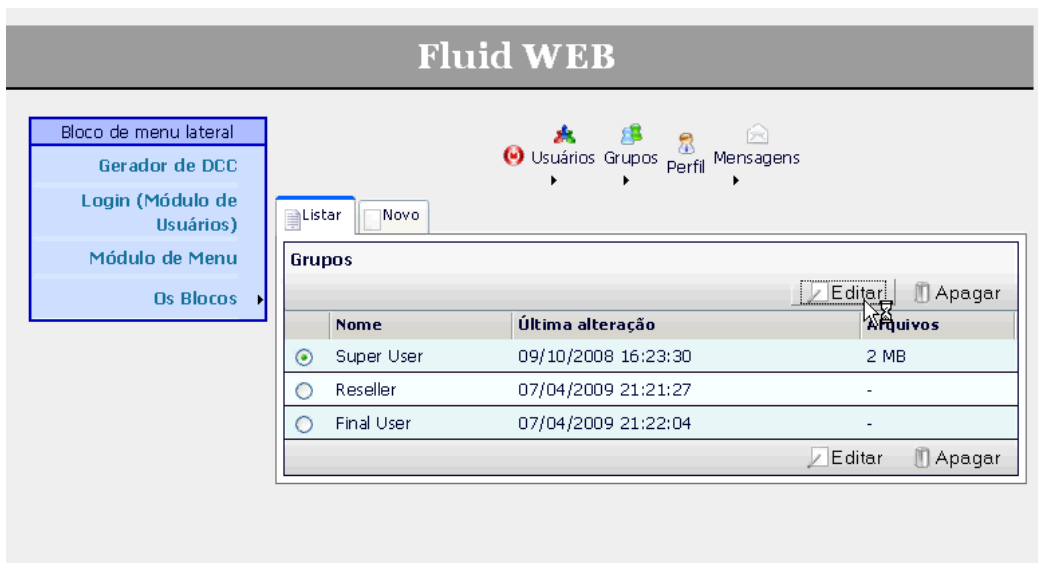 Fluid WEB
Bloco de menu lateral
Gerador de DCC
Login (Módulo de
Usuários)
Módulo de Menu
Os Blocos
Usuários Grupos Perfil Mensagens
Listar Novo
Grupos
Editar Apagar
Nome Última alteração Arquivos
Super User 09/10/2008 16:23:30 2 MB
Reseller 07/04/2009 21:21:27 -
Final User 07/04/2009 21:22:04 -
Editar Apagar